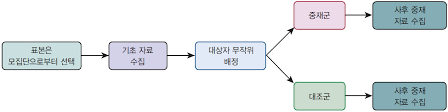 표본은
모집단으로부터 선택
기초 자료
수집
대상자 무작위
배정
중재군
사후 중재
자료 수집
대조군
사후 중재
자료 수집